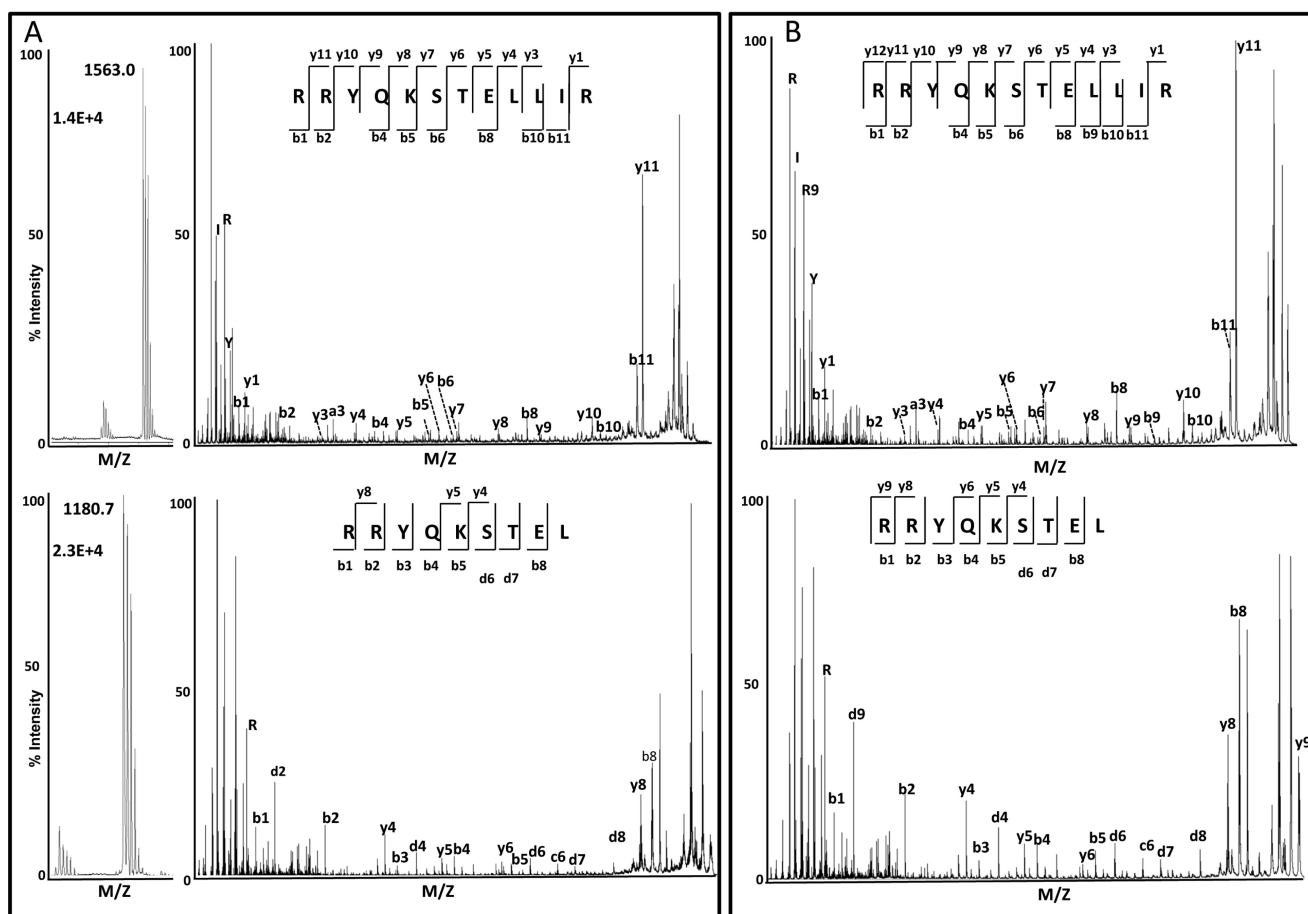 A
100
1563.0
1.4E+4
50
0
% Intensity
M/Z
100
50
0
y11 y10 y9 y8 y7 y6 y5 y4 y3 y1
R R Y Q K S T E L L I R
b1 b2 b4 b5 b6 b8 b10 b11
I
R
Y
y1
b1
b2
y3
a3
y4
b4
y5
b5
y6
b6
y7
y8
b8
y9
y10
b10
b11
y11
M/Z
100
1180.7
2.3E+4
50
0
% Intensity
M/Z
100
50
0
y8 y5 y4
R R Y Q K S T E L
b1 b2 b3 b4 b5 b8
d6 d7
R
d2
b1
b2
y4
b3
d4
y5
b4
y6
b5
d6
c6
d7
d8
y8
b8
M/Z
B
100
50
0
y12 y11 y10 y9 y8 y7 y6 y5 y4 y3 y1
R R Y Q K S T E L L I R
b1 b2 b4 b5 b6 b8 b9 b10 b11
R
I
R9
Y
y1
b1
b2
y3
a3
y4
b4
y5
b5
y6
b6
y7
y8
b8
y9
b9
y10
b10
b11
y11
M/Z
100
50
0
y9 y8 y6 y5 y4
R R Y Q K S T E L
b1 b2 b3 b4 b5 b8
d6 d7
R
d9
b1
b2
y4
b3
d4
y5
b4
y6
b5
d6
c6
d7
d8
y8
b8
y9
M/Z